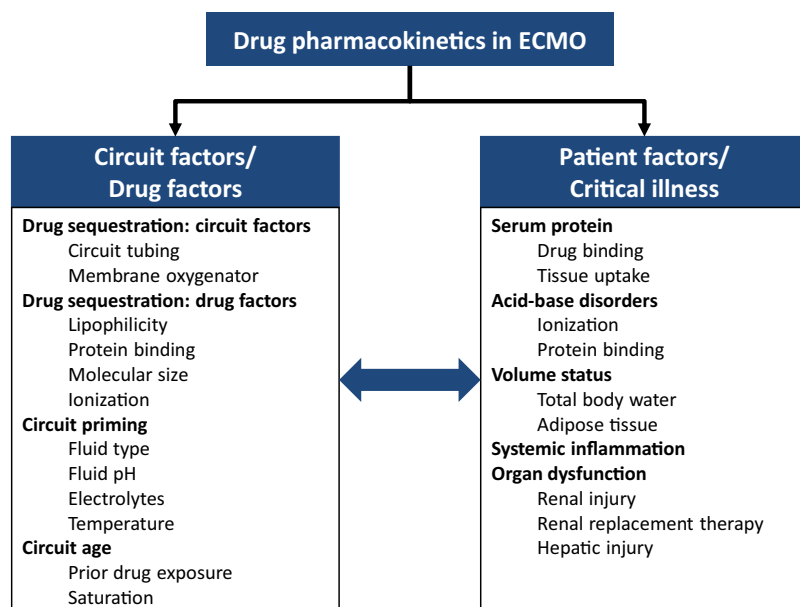 Drug pharmacokinetics in ECMO
Circuit factors/
Drug factors
Drug sequestration: circuit factors
Circuit tubing
Membrane oxygenator
Drug sequestration: drug factors
Lipophilicity
Protein binding
Molecular size
Ionization
Circuit priming
Fluid type
Fluid pH
Electrolytes
Temperature
Circuit age
Prior drug exposure
Saturation
Patient factors/
Critical illness
Serum protein
Drug binding
Tissue uptake
Acid-base disorders
Ionization
Protein binding
Volume status
Total body water
Adipose tissue
Systemic inflammation
Organ dysfunction
Renal injury
Renal replacement therapy
Hepatic injury